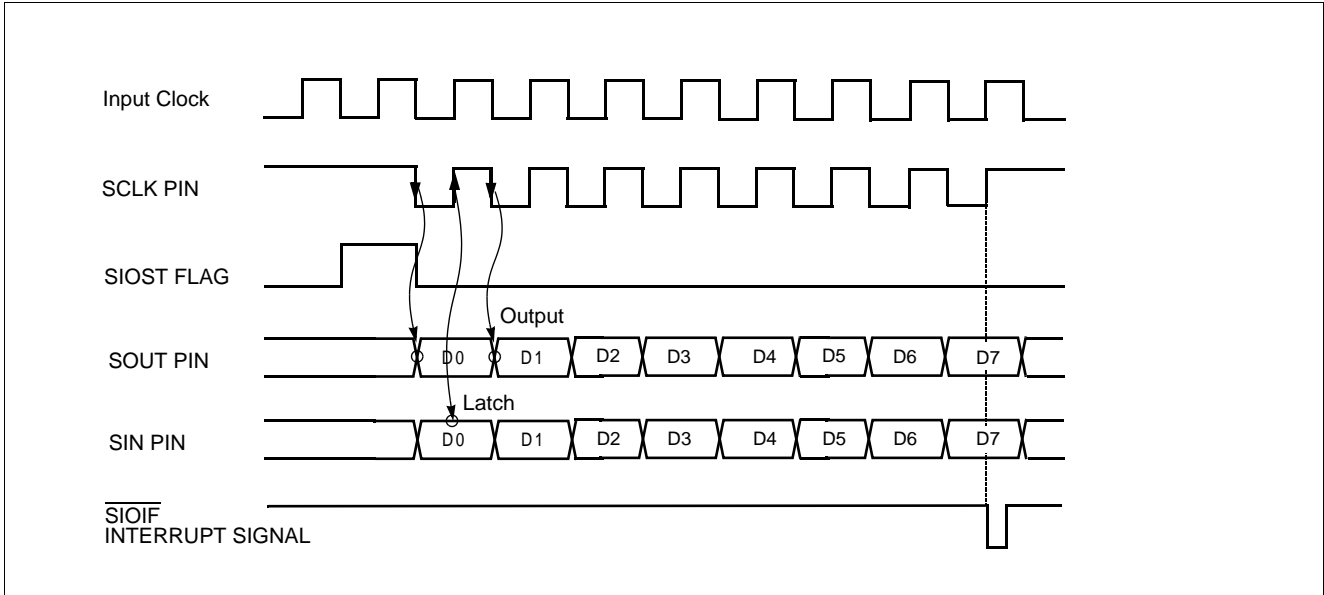 Input Clock
SCLK PIN
SIOST FLAG
Output
SOUT PIN
D0 D1 D2 D3 D4 D5 D6 D7
Latch
SIN PIN
D0 D1 D2 D3 D4 D5 D6 D7
SIOIF
INTERRUPT SIGNAL